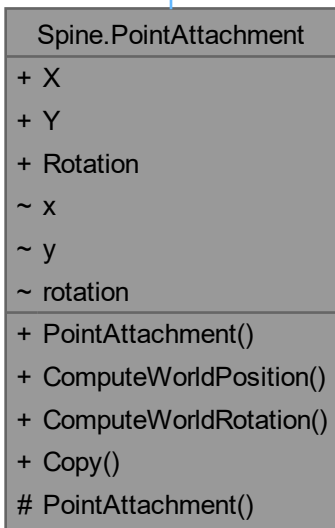 Spine.PointAttachment
+ X
+ Y
+ Rotation
~ x
~ y
~ rotation
+ PointAttachment()
+ ComputeWorldPosition()
+ ComputeWorldRotation()
+ Copy()
# PointAttachment()